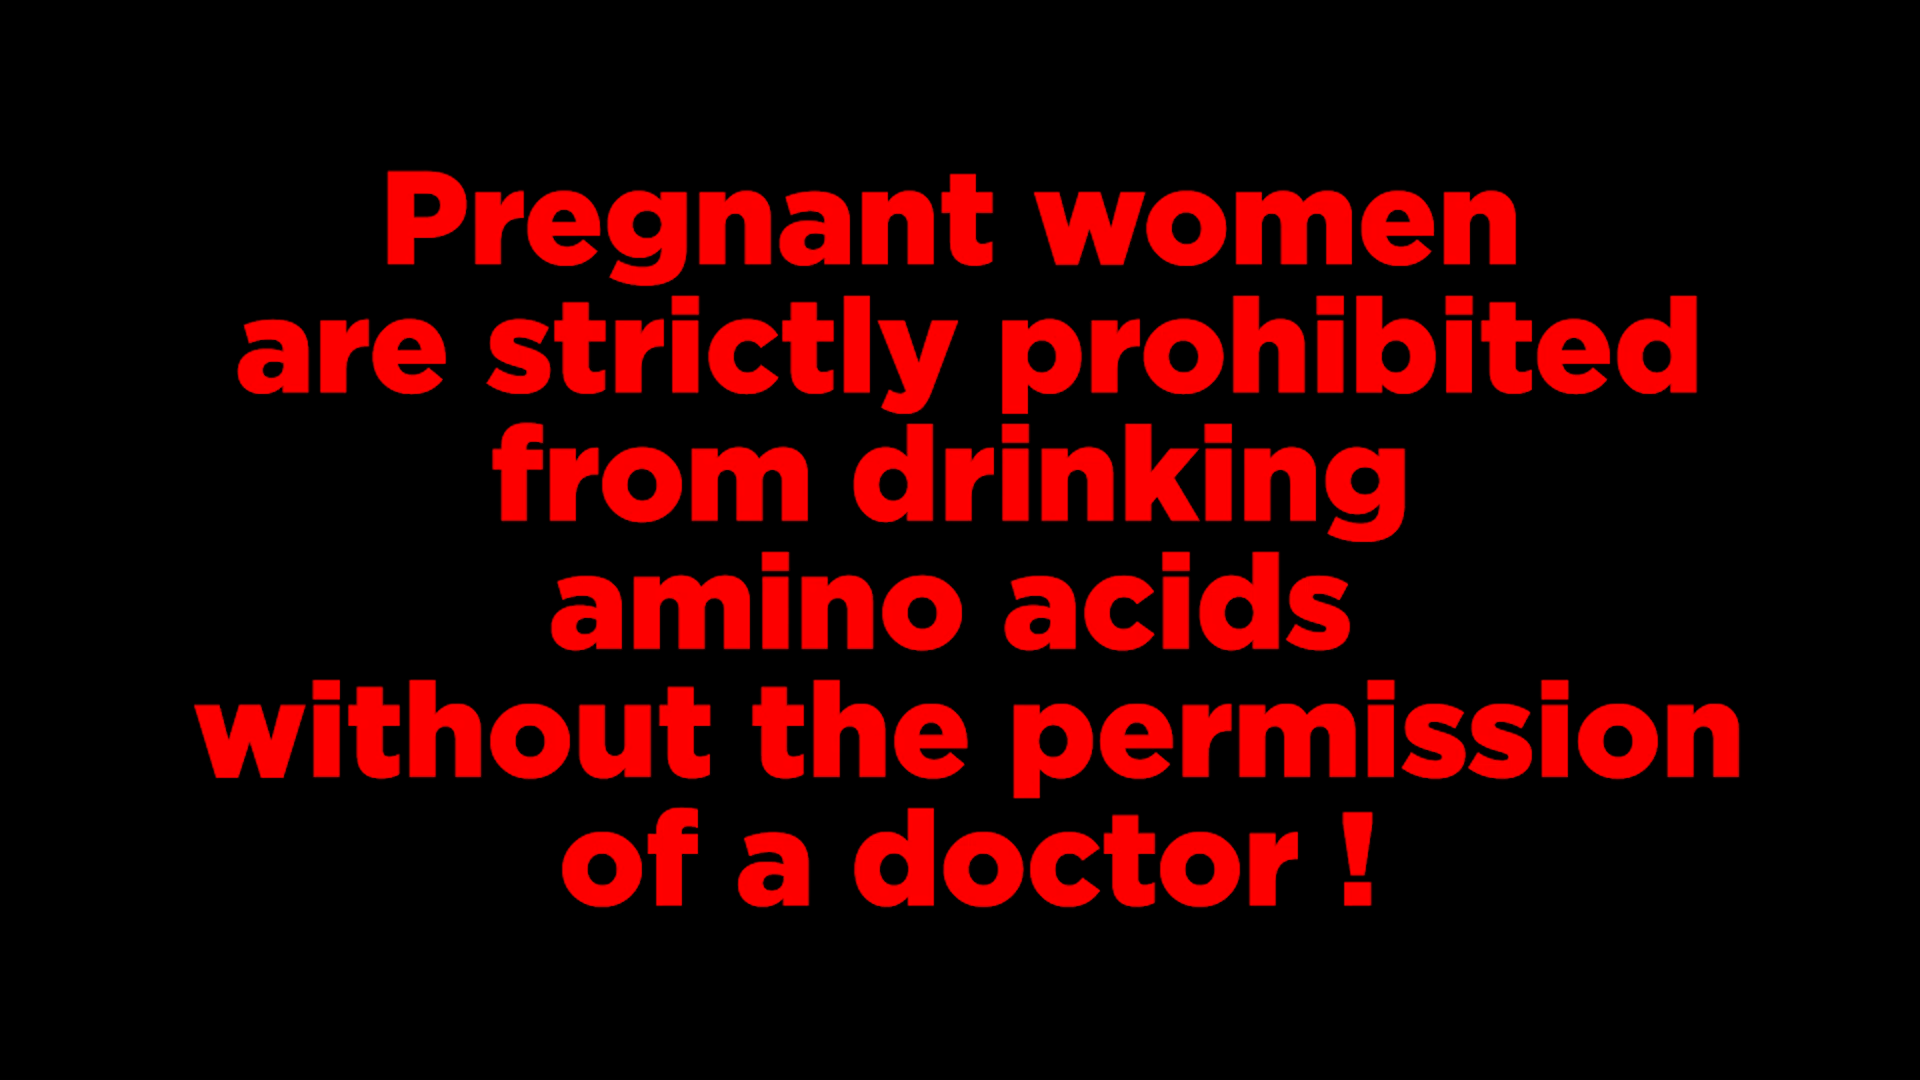 Pregnant women
are strictly prohibited
from drinking
amino acids
without the permission
of a doctor !